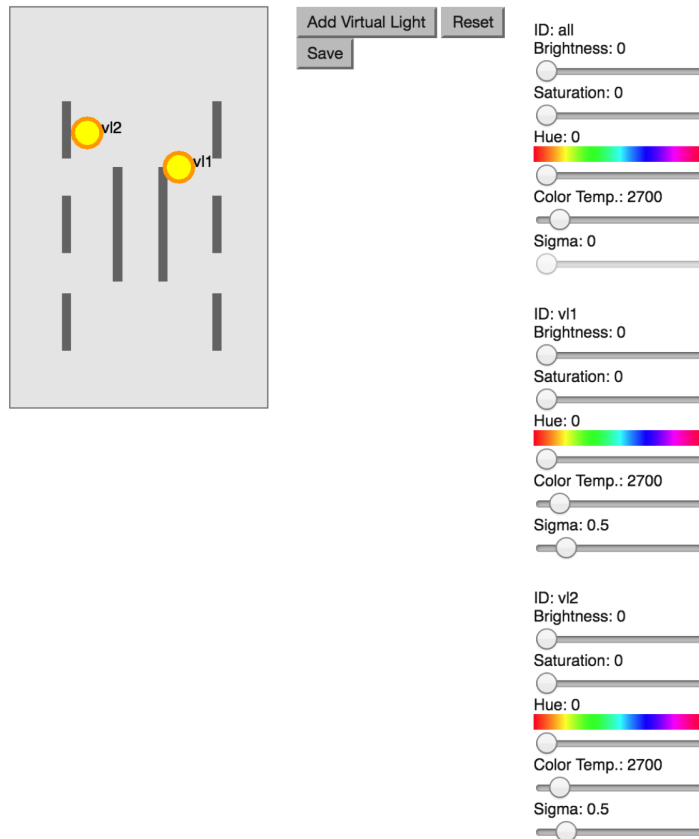 vl2
vl1
Add Virtual Light
Reset
Save
ID: all
Brightness: 0
Saturation: 0
Hue: 0
Color Temp.: 2700
Sigma: 0
ID: vl1
Brightness: 0
Saturation: 0
Hue: 0
Color Temp.: 2700
Sigma: 0.5
ID: vl2
Brightness: 0
Saturation: 0
Hue: 0
Color Temp.: 2700
Sigma: 0.5